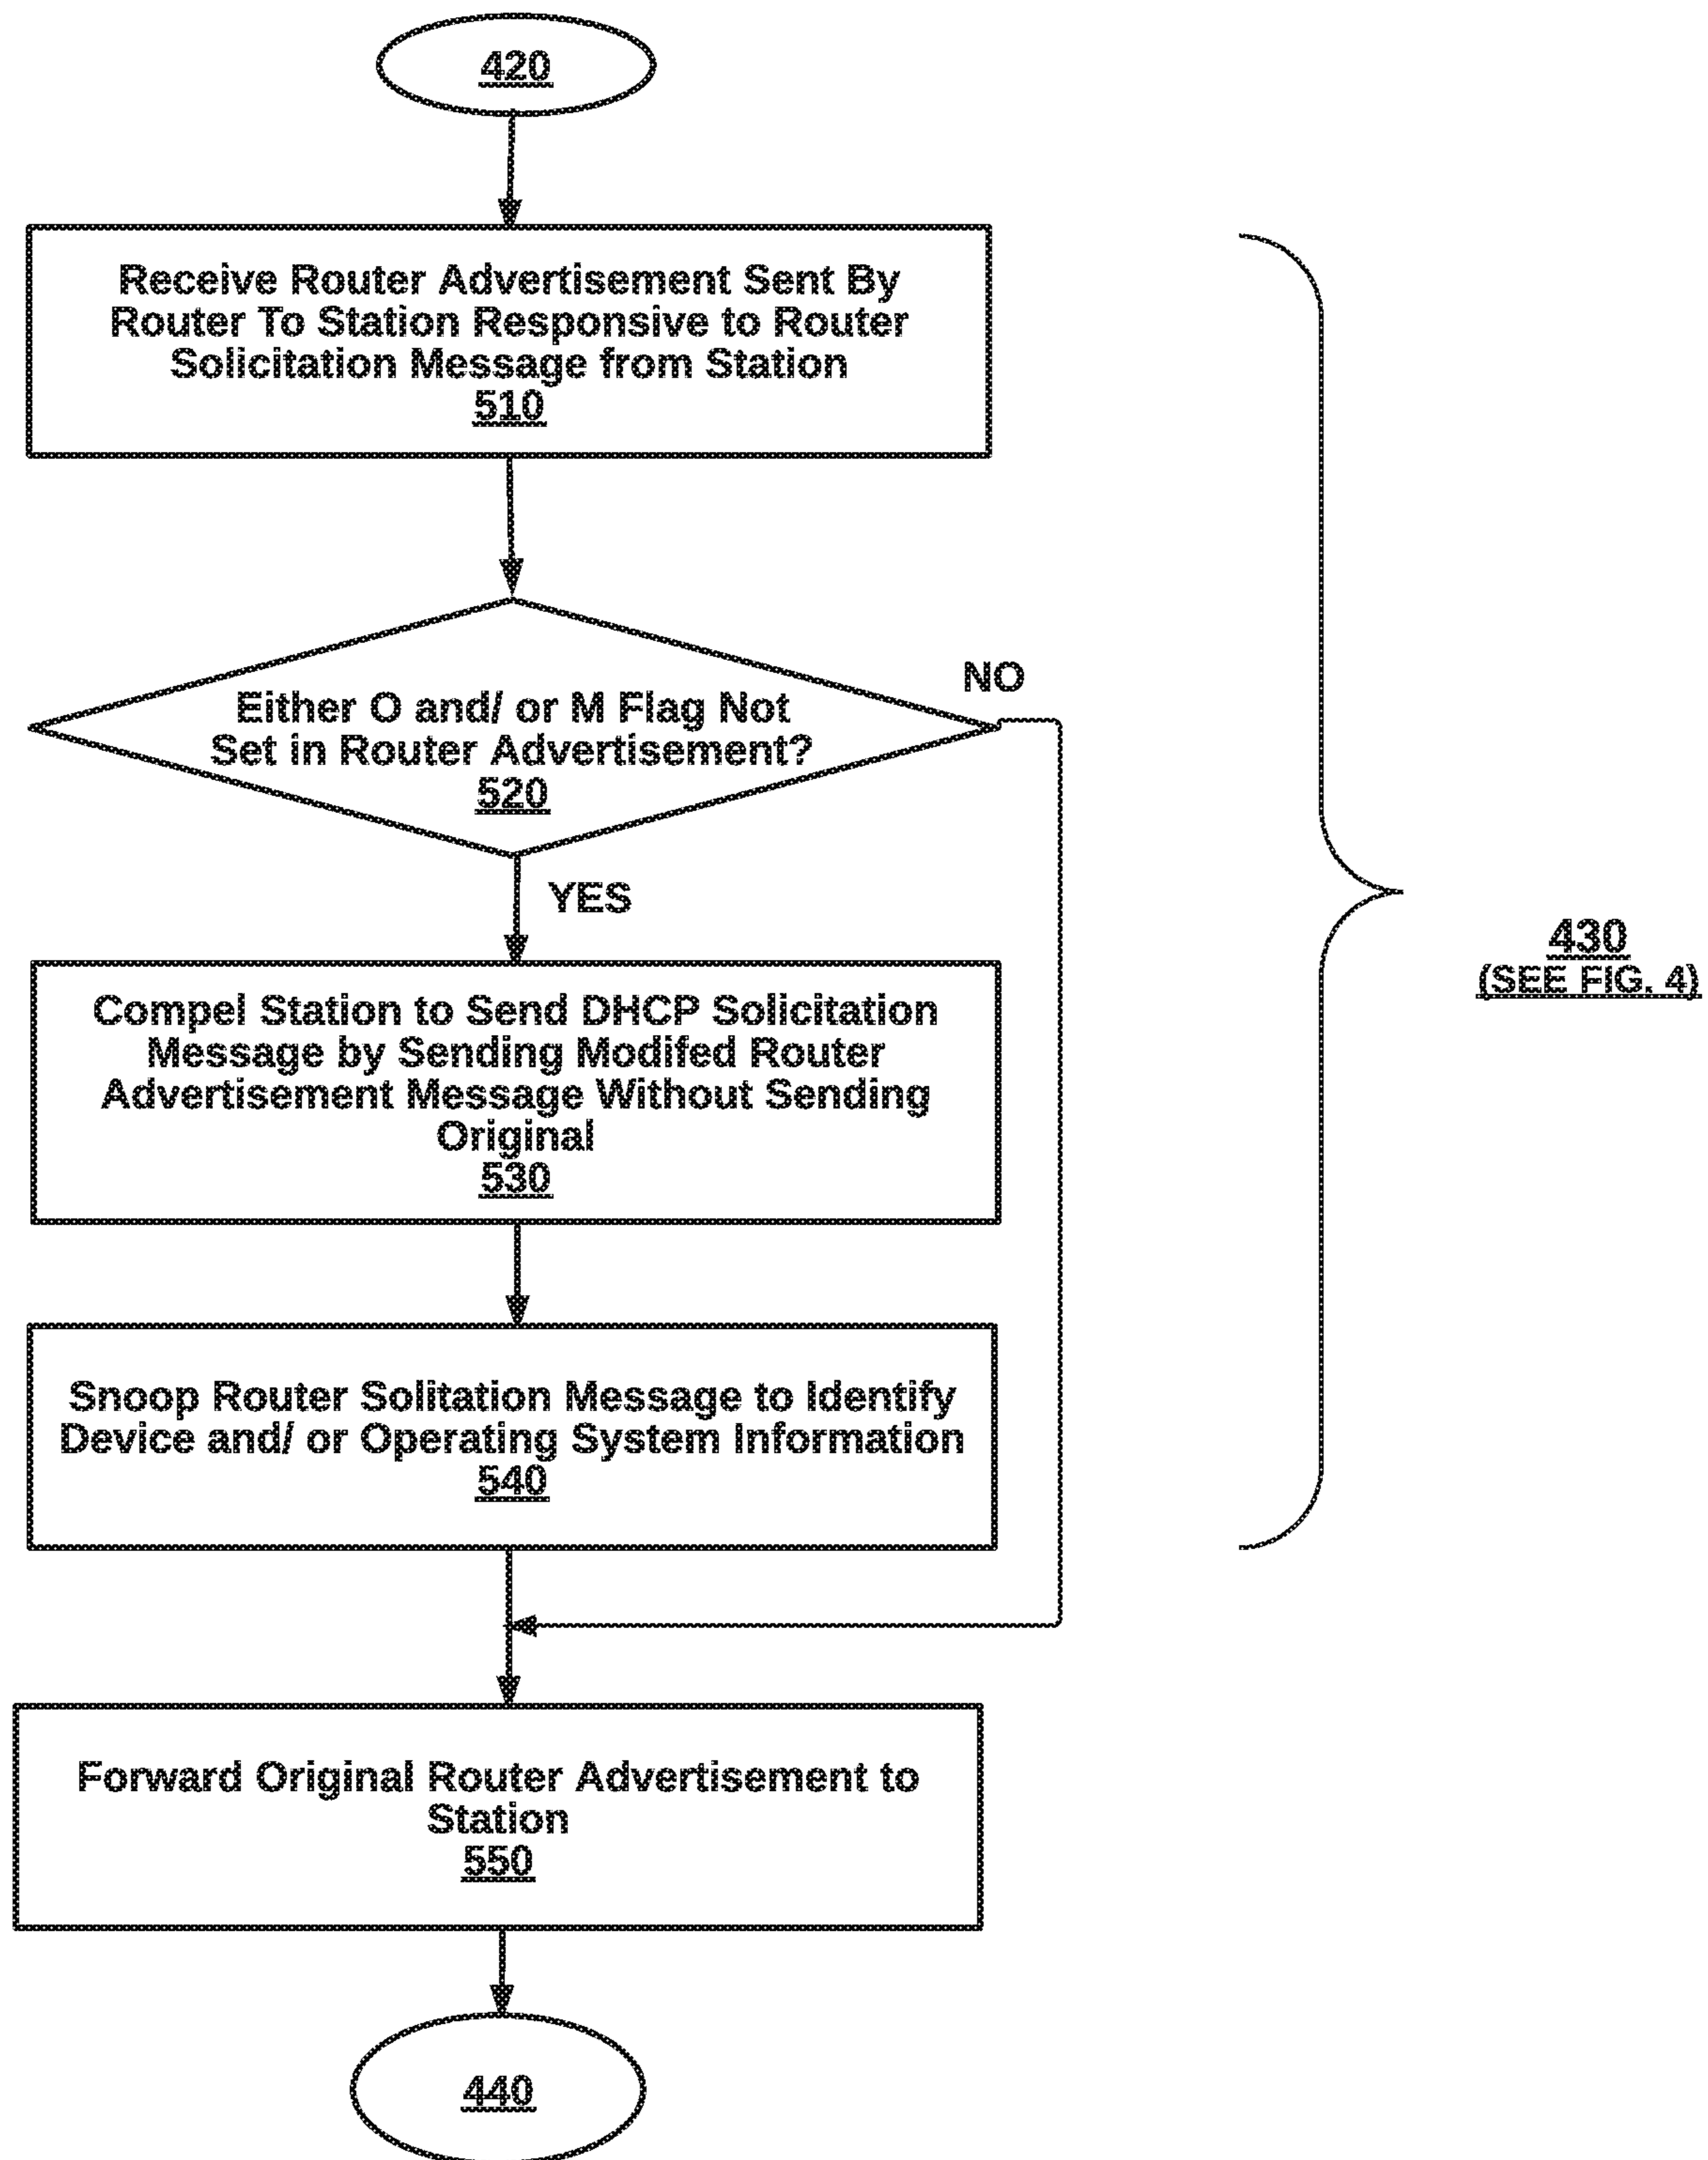 420
Receive Router Advertisement Sent By
Router To Station Responsive to Router
Solicitation Message from Station
510
Either O and/ or M Flag Not
Set in Router Advertisement?
520
NO
YES
Compel Station to Send DHCP Solicitation
Message by Sending Modifed Router
Advertisement Message Without Sending
Original
530
430
(SEE FIG. 4)
Snoop Router Solitation Message to Identify
Device and/ or Operating System Information
540
Forward Original Router Advertisement to
Station
550
440